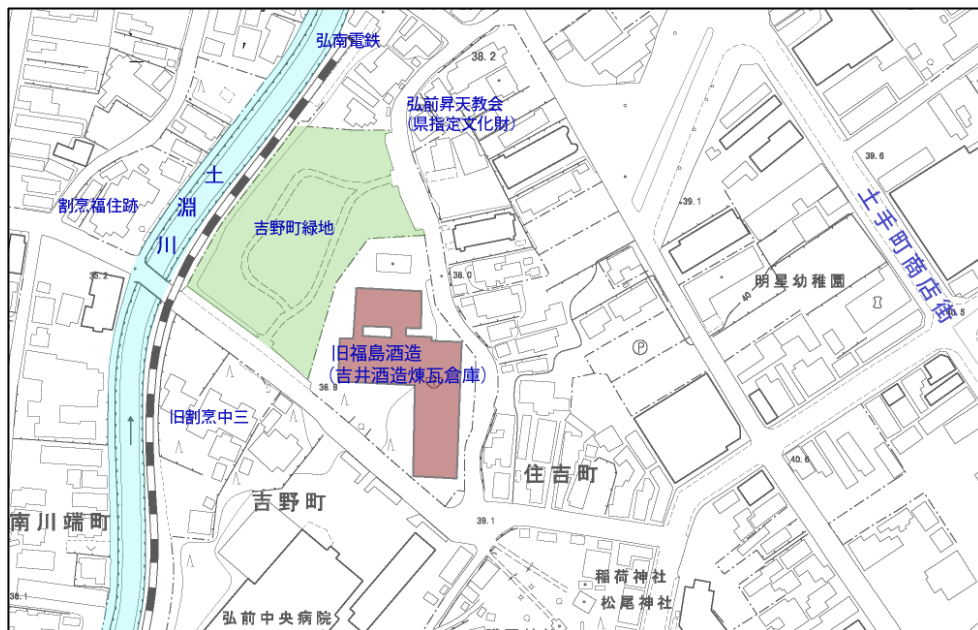 弘南電鉄
38.2
弘前昇天教会
(県指定文化財)
39.6
土淵川
割烹福住跡
39.1
土手町商店街
吉野町緑地
35.2
38.0
明星幼稚園
40
40.5
P
旧福島酒造
(吉井酒造煉瓦倉庫)
36.8
旧割烹中三
40.6
住吉町
吉野町
南川端町
39.1
稲荷神社
松尾神社
36.1
弘前中央病院